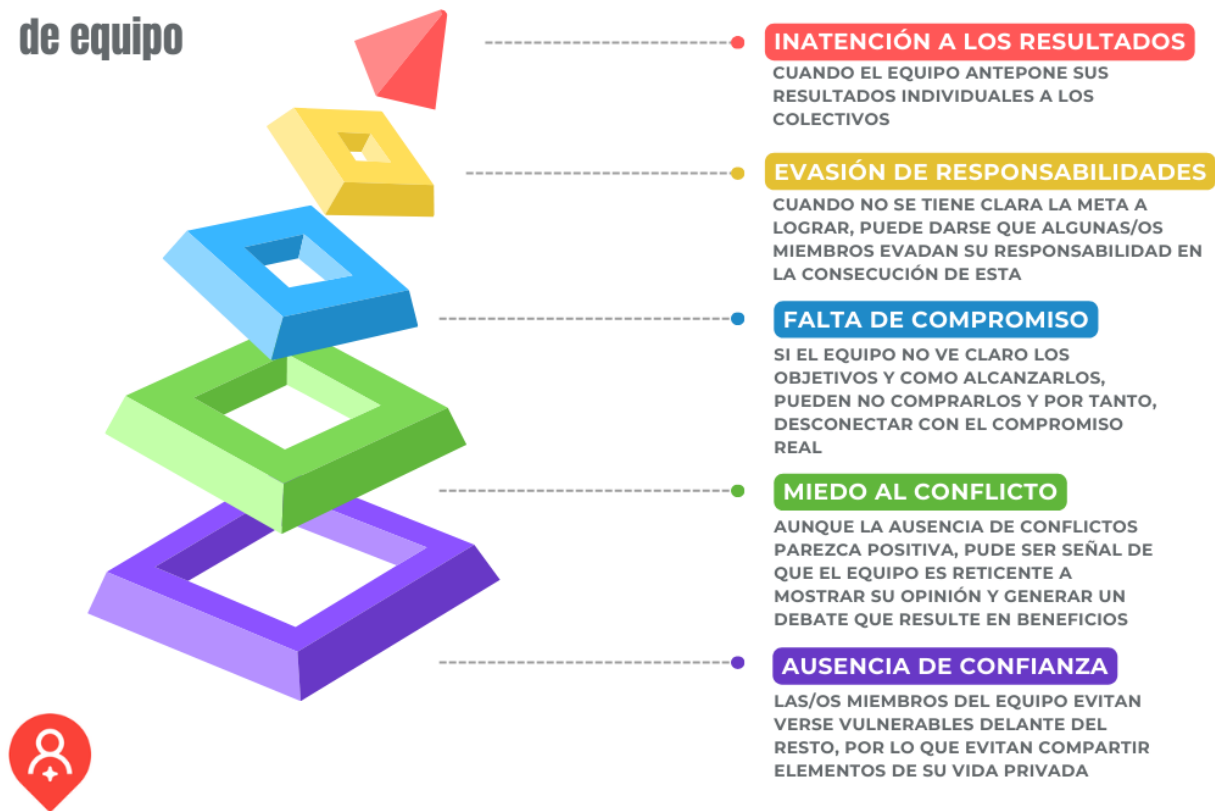 de equipo
INATENCIÓN A LOS RESULTADOS
CUANDO EL EQUIPO ANTEPONE SUS
RESULTADOS INDIVIDUALES A LOS
COLECTIVOS
EVASIÓN DE RESPONSABILIDADES
CUANDO NO SE TIENE CLARA LA META A
LOGRAR, PUEDE DARSE QUE ALGUNAS/OS
MIEMBROS EVADAN SU RESPONSABILIDAD EN
LA CONSECUCIÓN DE ESTA
FALTA DE COMPROMISO
SI EL EQUIPO NO VE CLARO LOS
OBJETIVOS Y COMO ALCANZARLOS,
PUEDEN NO COMPRARLOS Y POR TANTO,
DESCONECTAR CON EL COMPROMISO
REAL
MIEDO AL CONFLICTO
AUNQUE LA AUSENCIA DE CONFLICTOS
PAREZCA POSITIVA, PUDE SER SEÑAL DE
QUE EL EQUIPO ES RETICENTE A
MOSTRAR SU OPINIÓN Y GENERAR UN
DEBATE QUE RESULTE EN BENEFICIOS
AUSENCIA DE CONFIANZA
LAS/OS MIEMBROS DEL EQUIPO EVITAN
VERSE VULNERABLES DELANTE DEL
RESTO, POR LO QUE EVITAN COMPARTIR
ELEMENTOS DE SU VIDA PRIVADA